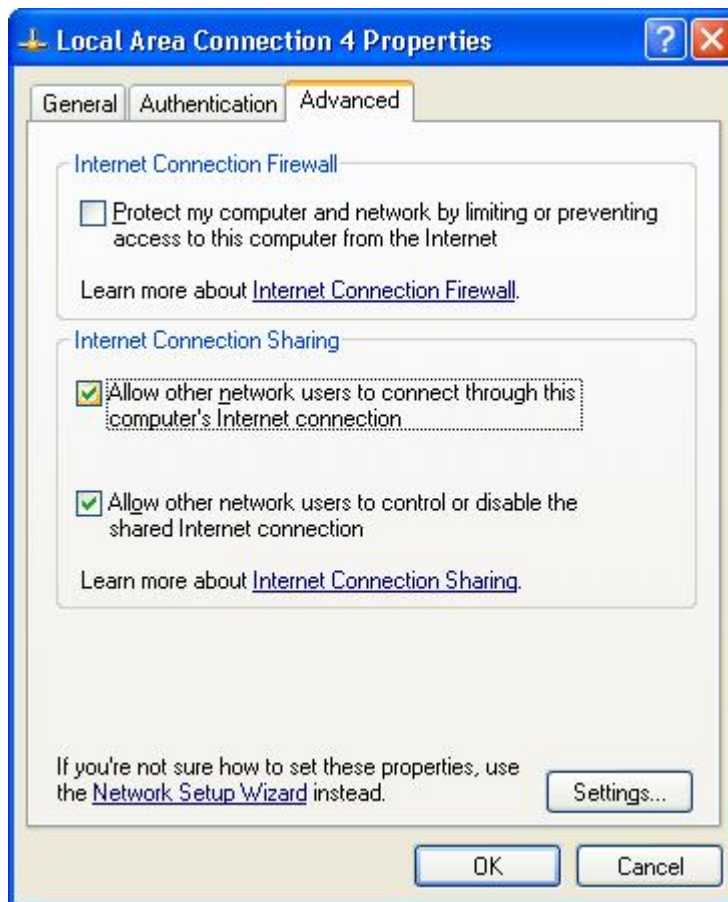 Local Area Connection 4 Properties
General Authentication Advanced
Internet Connection Firewall
Protect my computer and network by limiting or preventing
access to this computer from the Internet
Learn more about Internet Connection Firewall.
Internet Connection Sharing
Allow other network users to connect through this
computer's Internet connection
Allow other network users to control or disable the
shared Internet connection
Learn more about Internet Connection Sharing.
If you're not sure how to set these properties, use
the Network Setup Wizard instead.
Settings...
OK Cancel